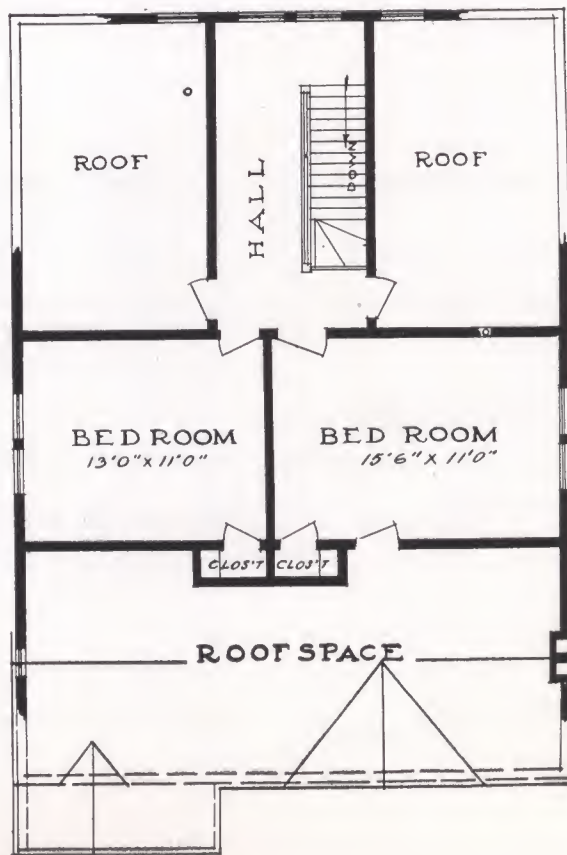 ROOF
HALL
DOWN
ROOF
BED ROOM
13'0" X 11'0"
BED ROOM
15'6" X 11'0"
CLOS'T
CLOS'T
ROOF SPACE